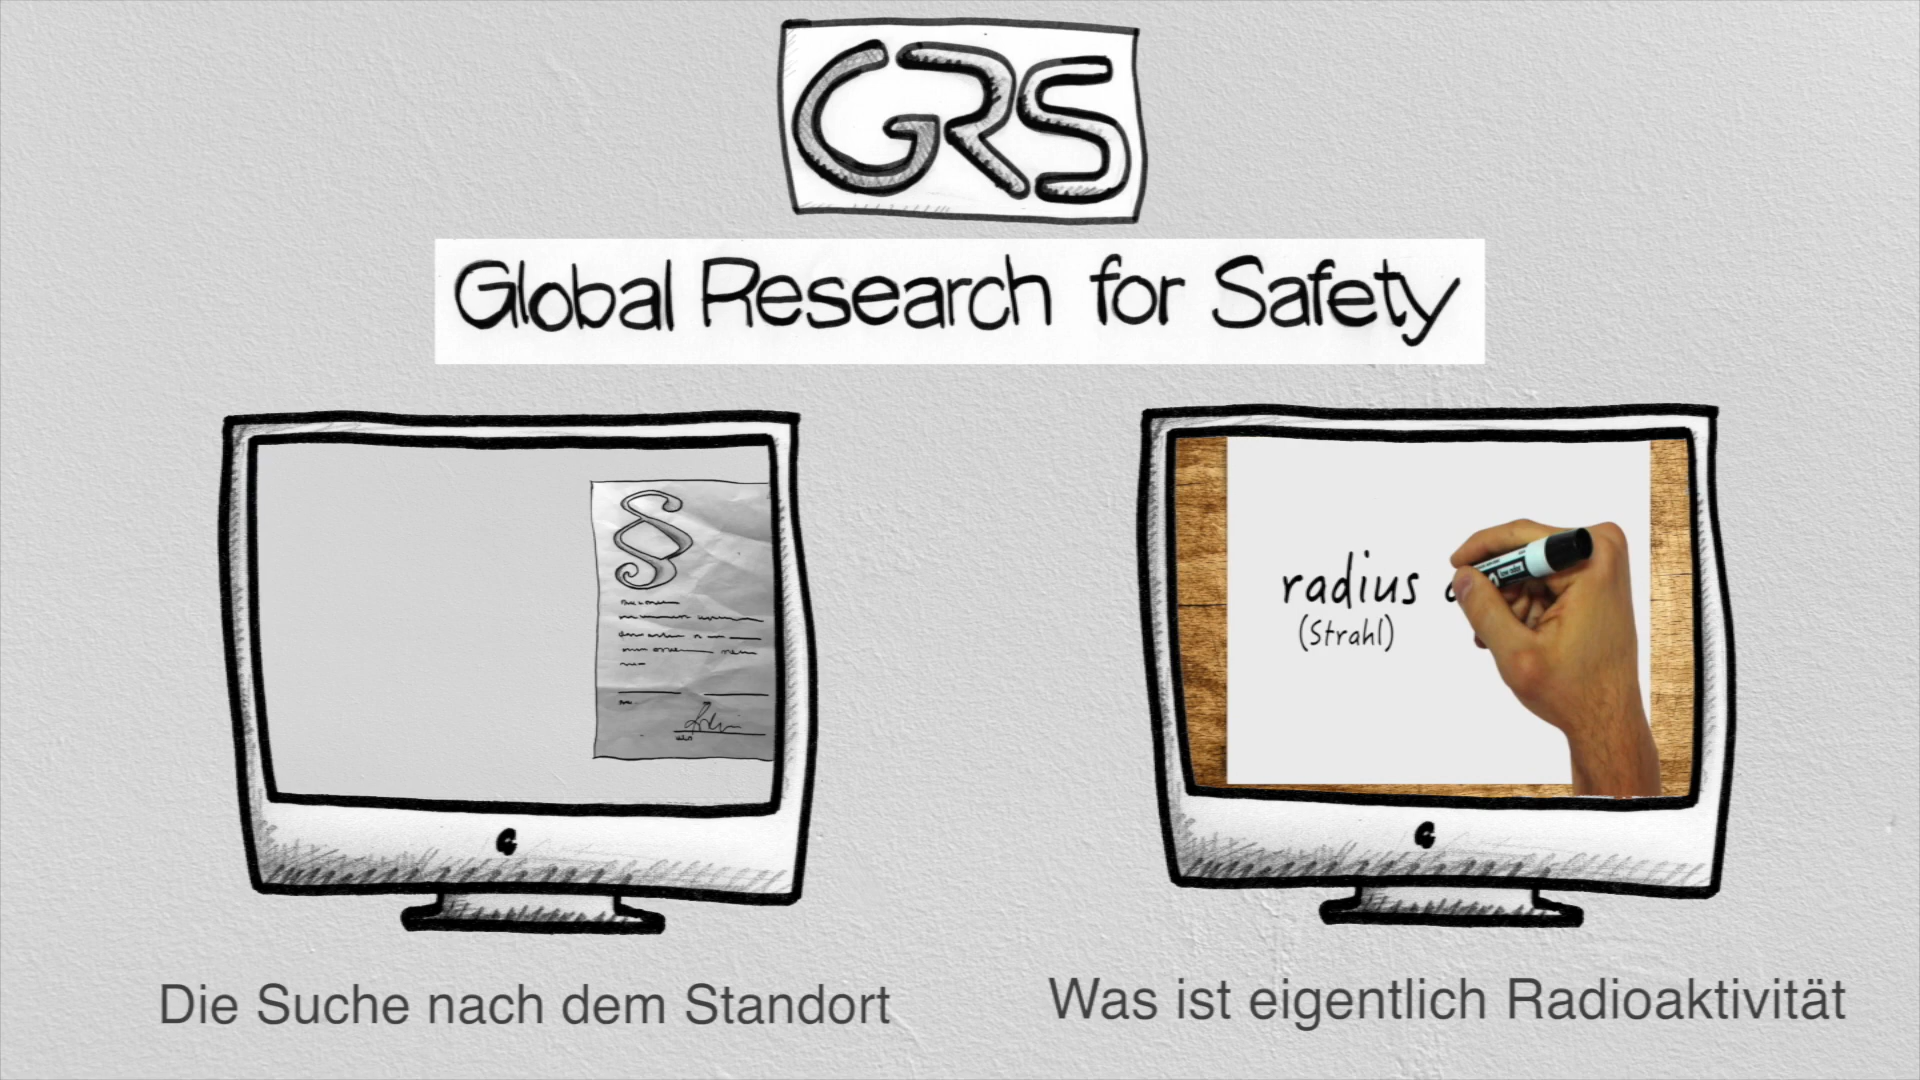 GRS
Global Research for Safety
§
radius
(Strahl)
Die Suche nach dem Standort
Was ist eigentlich Radioaktivität